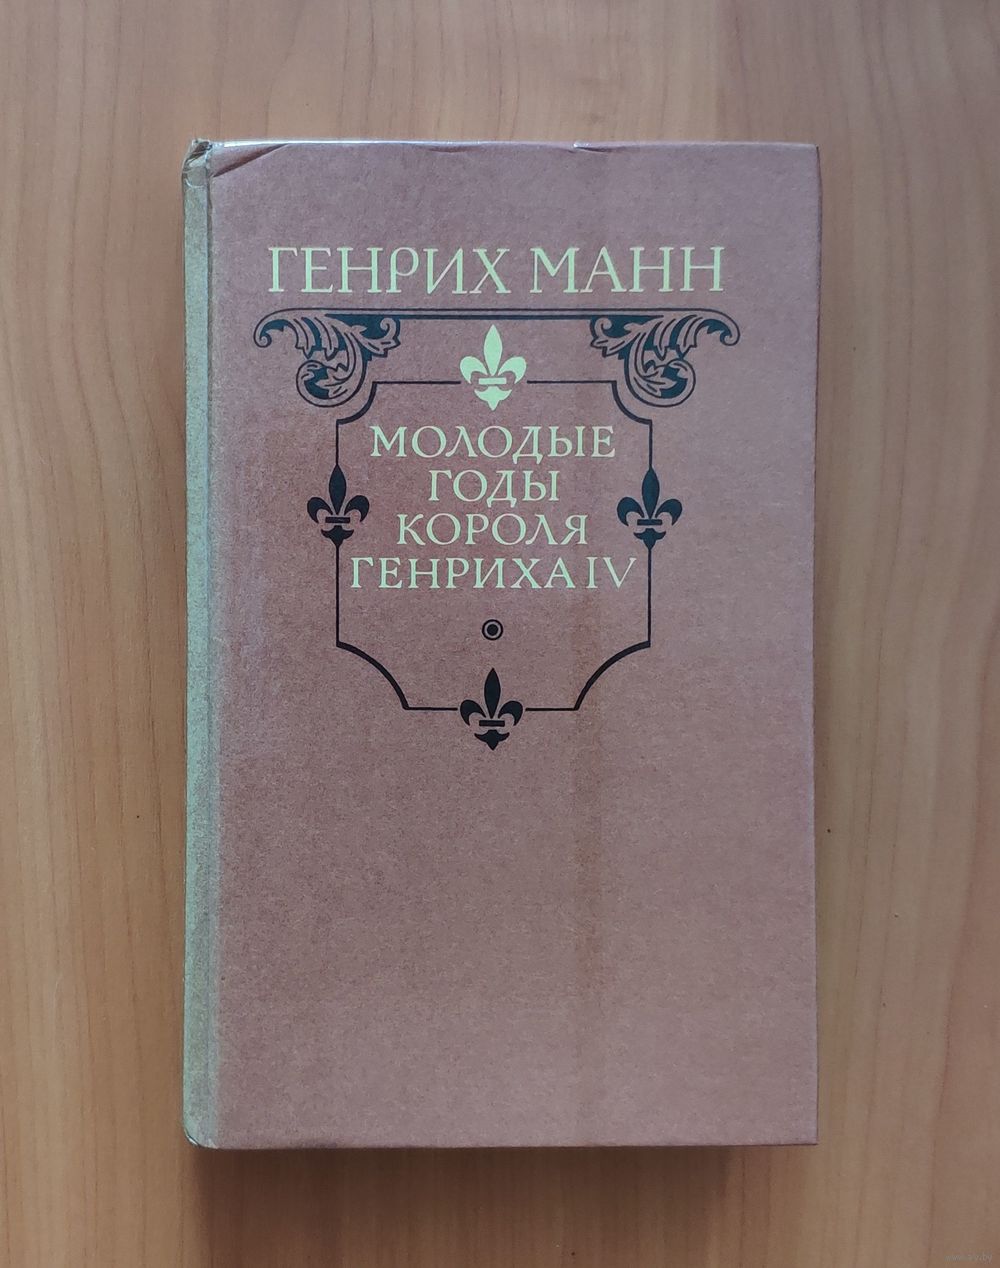 ГЕНРИХ МАНН
МОЛОДЫЕ
ГОДЫ
КОРОЛЯ
ГЕНРИХА IV